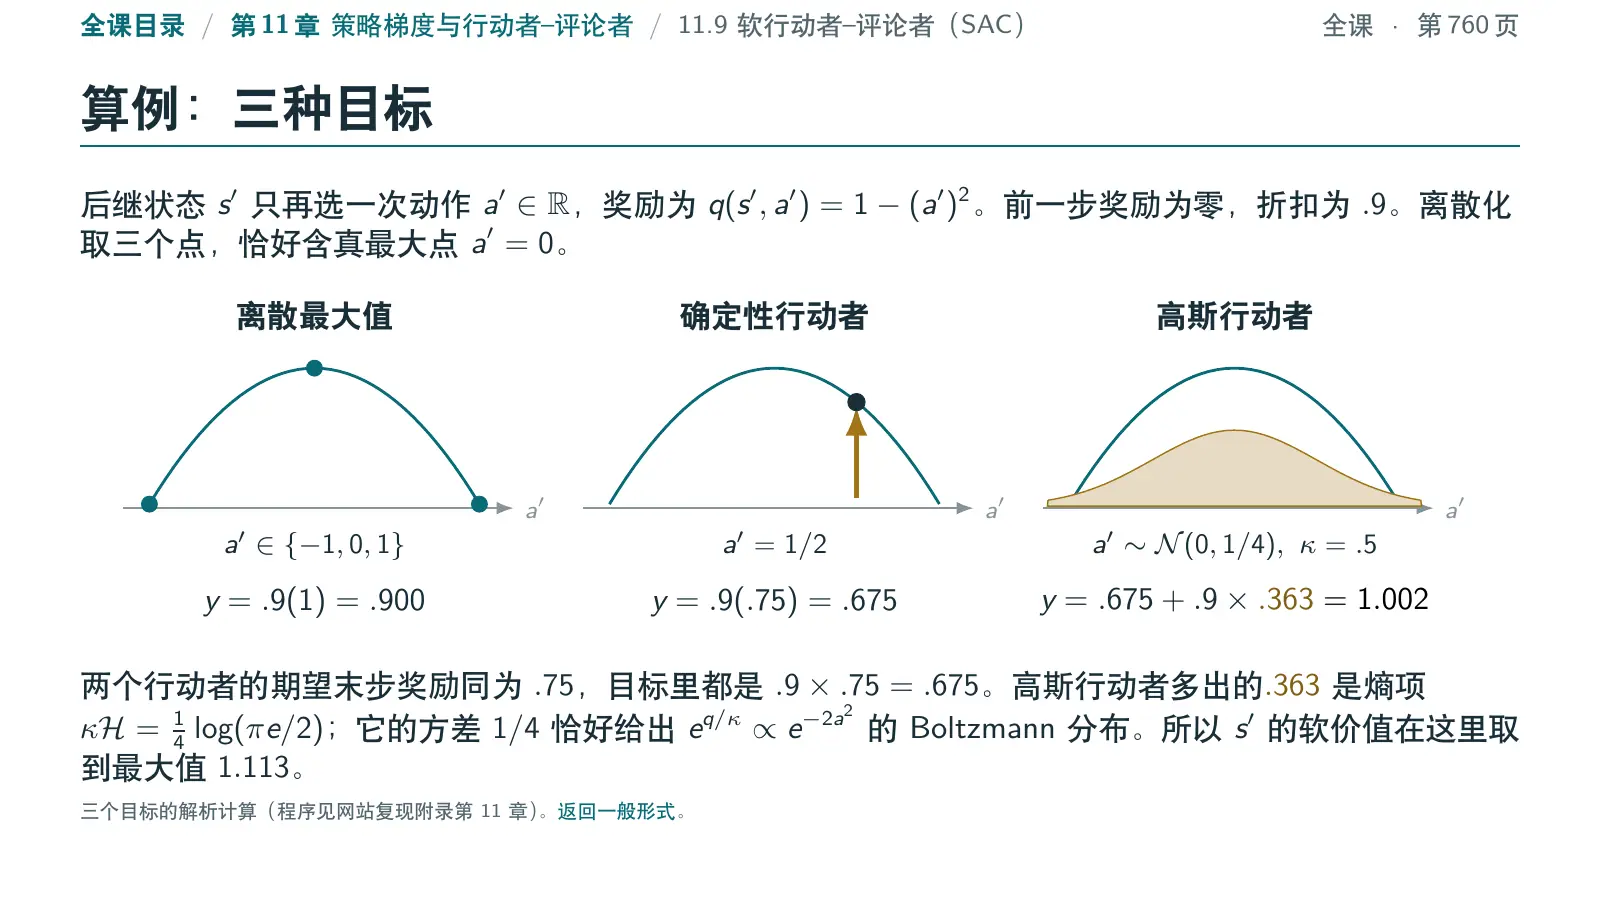 全课目录 / 第 11 章 策略梯度与行动者–评论者 / 11.9 软行动者–评论者（SAC） 全课 · 第 760 页
算例：三种目标
后继状态 s′ 只再选一次动作 a′ ∈ ℝ，奖励为 q(s′, a′) = 1 − (a′)²。前一步奖励为零，折扣为 .9。离散化
取三个点，恰好含真最大点 a′ = 0。
离散最大值 确定性行动者 高斯行动者
a′ a′ a′
a′ ∈ {−1, 0, 1} a′ = 1/2 a′ ∼ 𝒩(0, 1/4), κ = .5
y = .9(1) = .900 y = .9(.75) = .675 y = .675 + .9 × .363 = 1.002
两个行动者的期望末步奖励同为 .75，目标里都是 .9 × .75 = .675。高斯行动者多出的.363 是熵项
κℋ = 1/4 log(πe/2)；它的方差 1/4 恰好给出 e^{q/κ} ∝ e^{−2a²} 的 Boltzmann 分布。所以 s′ 的软价值在这里取
到最大值 1.113。
三个目标的解析计算（程序见网站复现附录第 11 章）。返回一般形式。